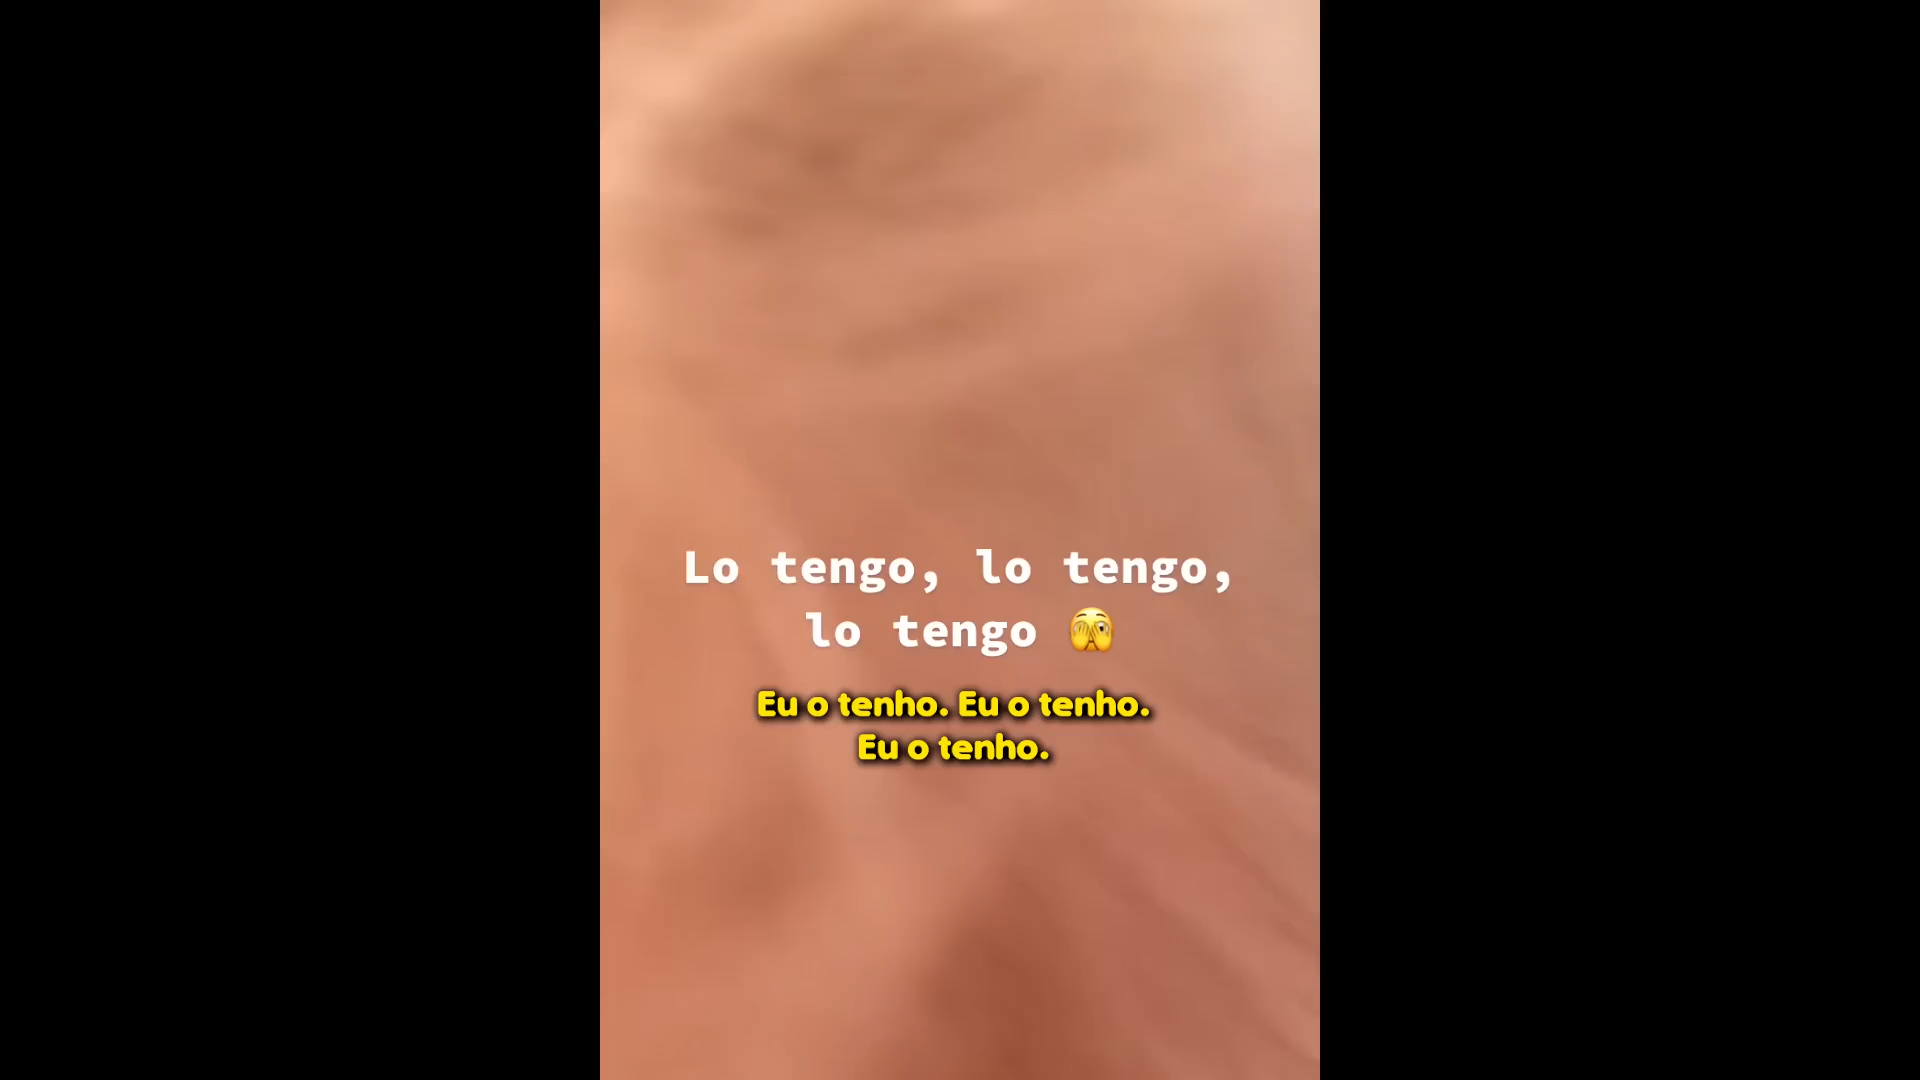 Lo tengo, lo tengo,
lo tengo 🫣
Eu o tenho. Eu o tenho.
Eu o tenho.